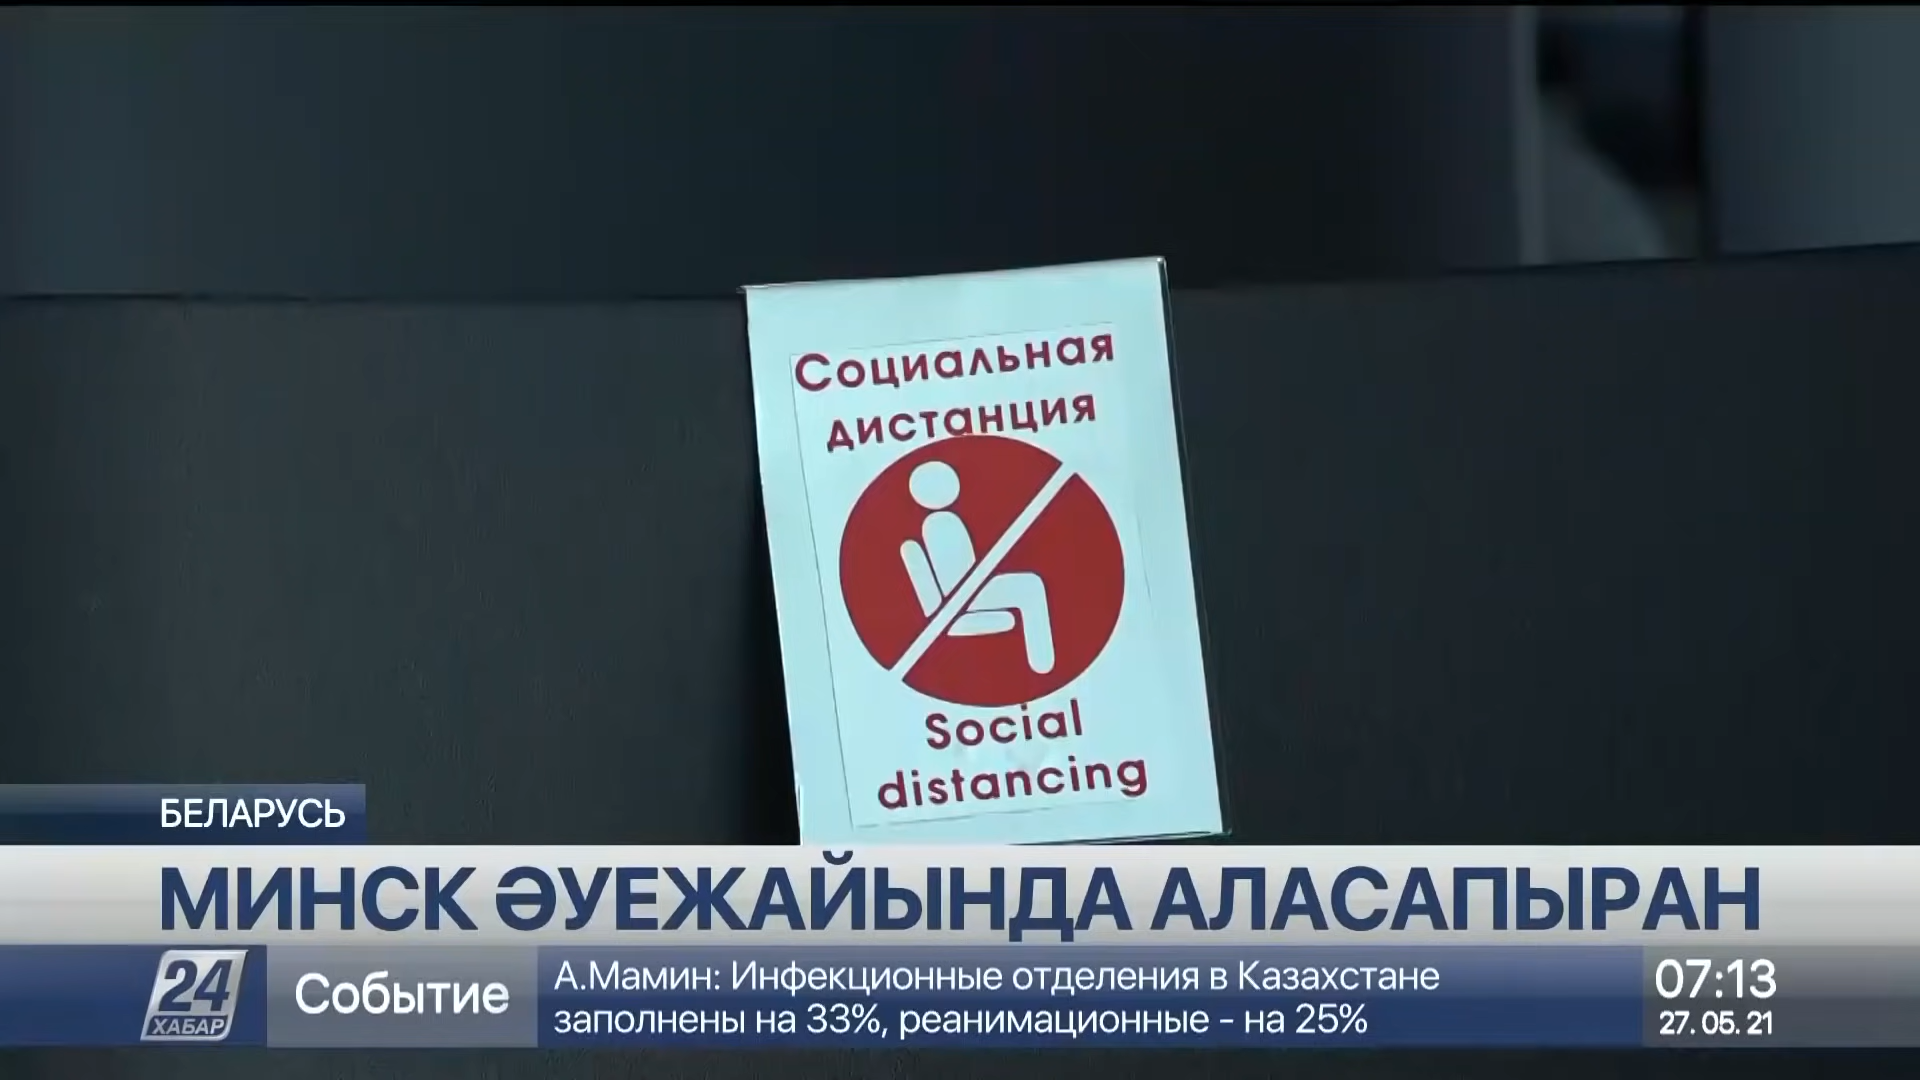 Социальная
дистанция
Social
distancing
БЕЛАРУСЬ
МИНСК ӘУЕЖАЙЫНДА АЛАСАПЫРАН
24
ХАБАР
Событие
А.Мамин: Инфекционные отделения в Казахстане
заполнены на 33%, реанимационные - на 25%
07:13
27. 05. 21